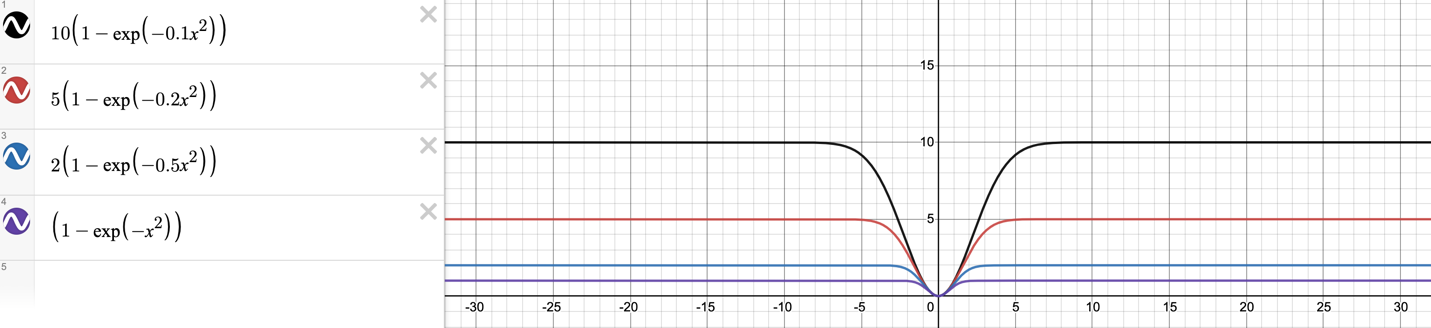 1
10(1 − exp(−0.1x²))
2
5(1 − exp(−0.2x²))
3
2(1 − exp(−0.5x²))
4
(1 − exp(−x²))
5
15
10
5
-30 -25 -20 -15 -10 -5 0 5 10 15 20 25 30